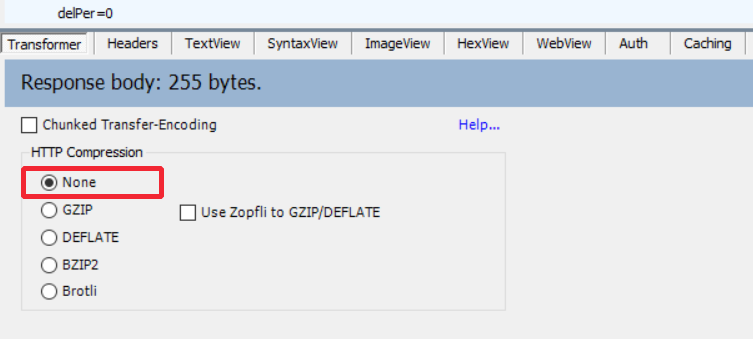 delPer=0
Transformer Headers TextView SyntaxView ImageView HexView WebView Auth Caching
Response body: 255 bytes.
Chunked Transfer-Encoding Help...
HTTP Compression
None
GZIP Use Zopfli to GZIP/DEFLATE
DEFLATE
BZIP2
Brotli